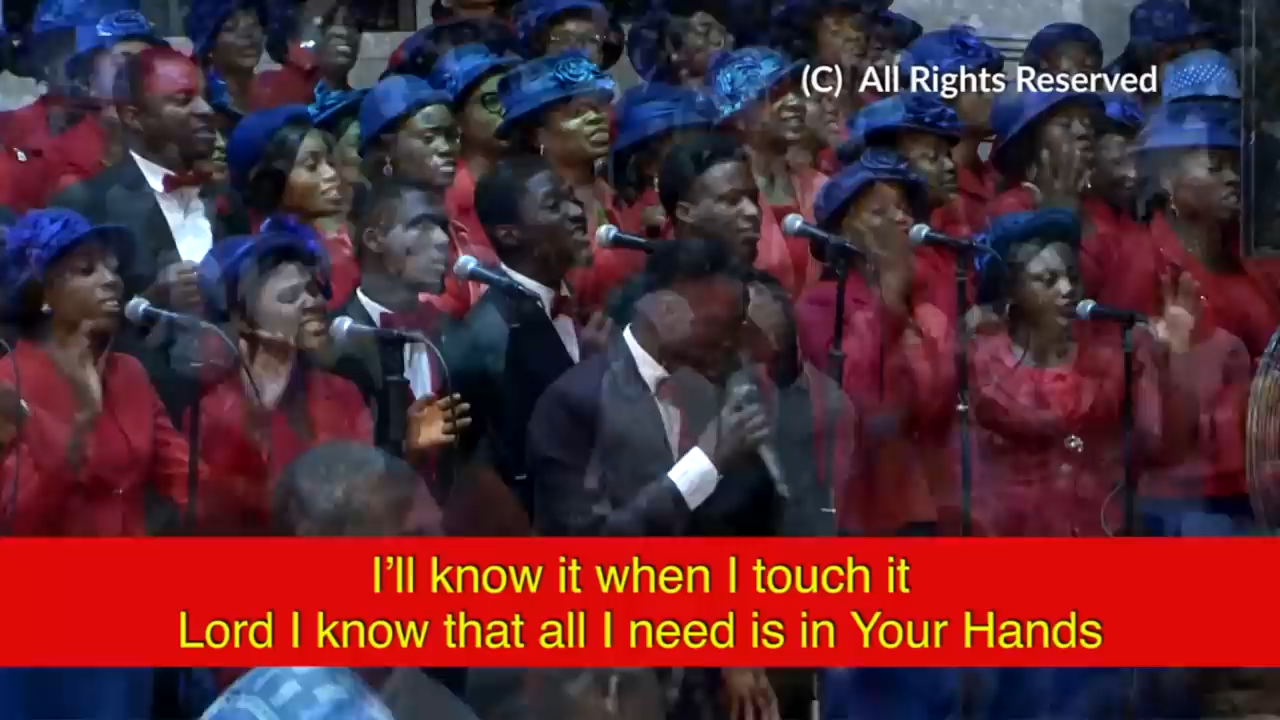 (C) All Rights Reserved
I’ll know it when I touch it
Lord I know that all I need is in Your Hands